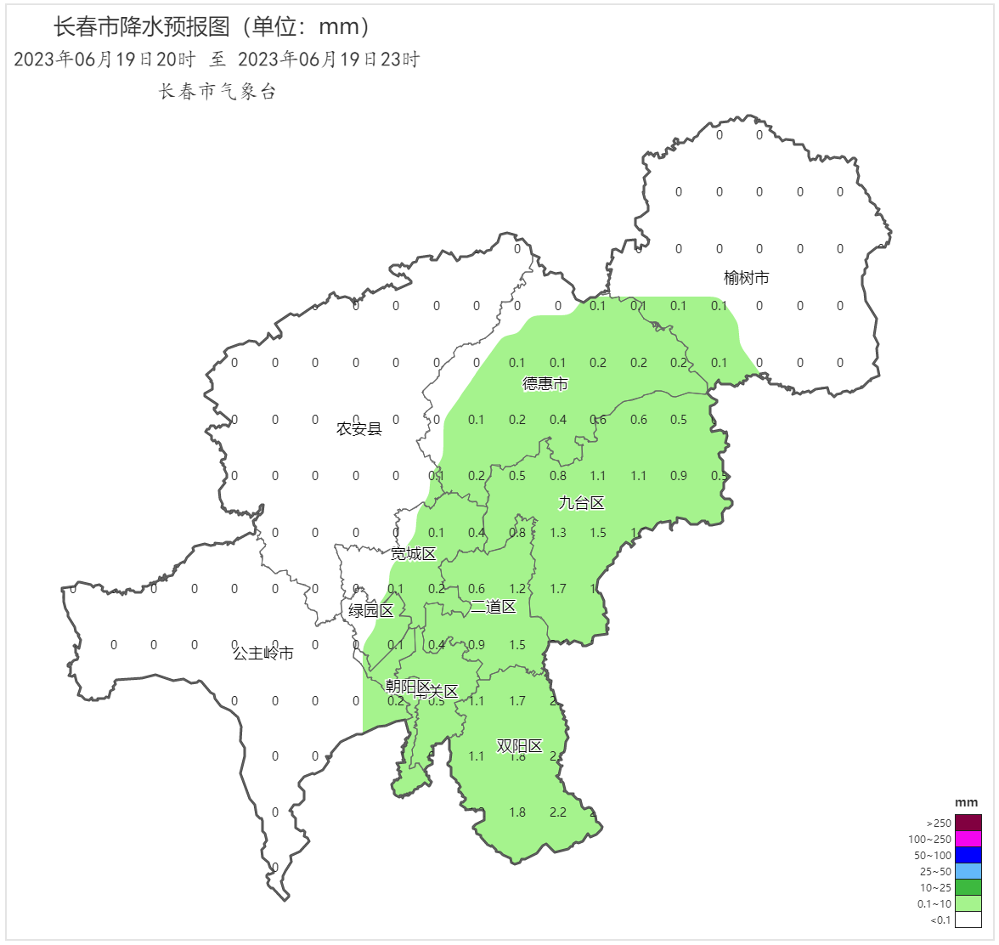 长春市降水预报图（单位：mm）
2023年06月19日20时 至 2023年06月19日23时
长春市气象台
0 0
0 0 0 0 0
0 0 0 0 0 0 0
榆树市
0 0 0 0 0 0 0 0.1 0.1 0.1 0.1 0 0 0
0 0 0 0 0 0 0 0.1 0.1 0.2 0.2 0.2 0.1 0 0 0
德惠市
0 0 0 0 0 0 0.1 0.2 0.4 0.6 0.6 0.5
农安县
0 0 0 0 0 0.1 0.2 0.5 0.8 1.1 1.1 0.9 0.5
九台区
0 0 0 0 0.1 0.4 0.8 1.3 1.5
宽城区
0 0 0 0 0 0 0 0 0.1 0.2 0.6 1.2 1.7
绿园区 二道区
0 0 0 0 0 0 0 0.1 0.4 0.9 1.5
公主岭市
朝阳区 南关区
0 0 0 0 0.2 0.5 1.1 1.7
双阳区
0 0 1.1 1.8
0 1.8 2.2
0
mm
>250
100~250
50~100
25~50
10~25
0.1~10
<0.1